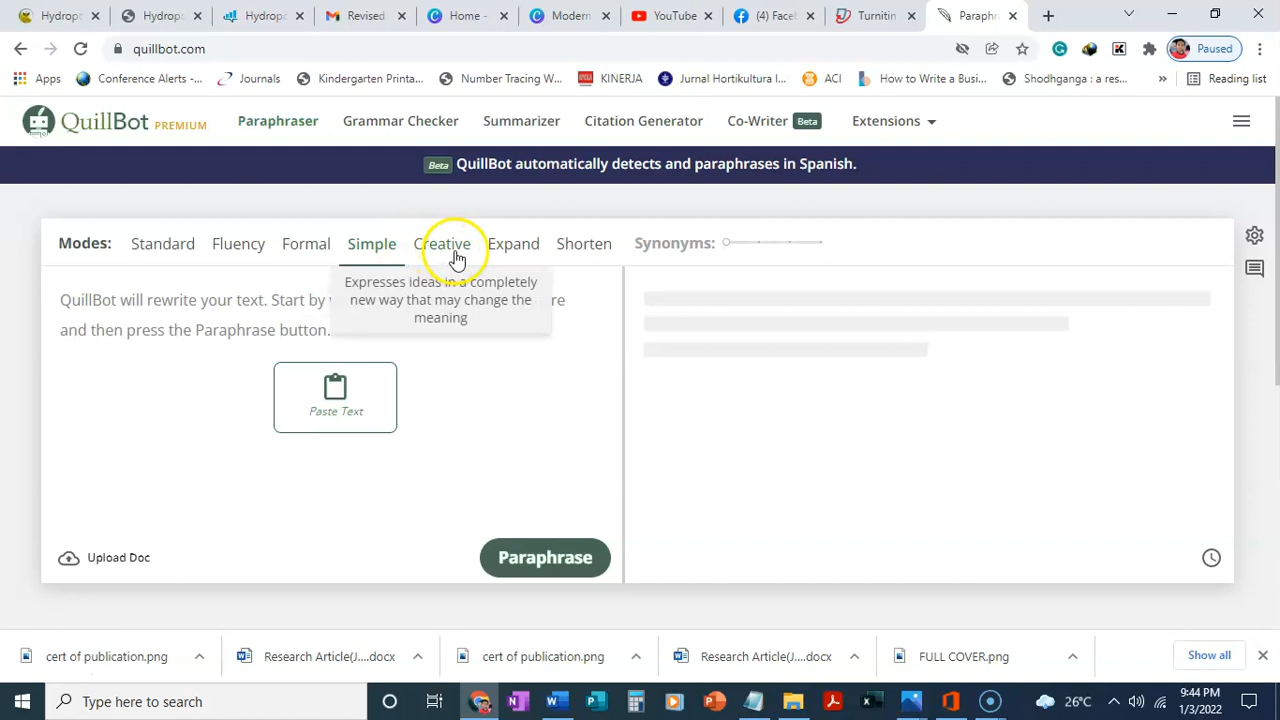 Hydrop
Hydrop
Hydropo
Revised
Home -
Modern
YouTube
(4) Facel
Turnitin
Paraphr
quillbot.com
Paused
Apps
Conference Alerts -...
Journals
Kindergarten Printa...
Number Tracing W...
KINERJA
Jurnal Hortikultura I...
ACI
How to Write a Busi...
Shodhganga : a res...
»
Reading list
QuillBot PREMIUM
Paraphraser
Grammar Checker
Summarizer
Citation Generator
Co-Writer Beta
Extensions
Beta QuillBot automatically detects and paraphrases in Spanish.
Modes:
Standard
Fluency
Formal
Simple
Creative
Expand
Shorten
Synonyms:
Expresses ideas in a completely
new way that may change the
meaning
QuillBot will rewrite your text. Start by re
and then press the Paraphrase button.
Paste Text
Upload Doc
Paraphrase
cert of publication.png
Research Article(J....docx
cert of publication.png
Research Article(J....docx
FULL COVER.png
Show all
Type here to search
26°C
9:44 PM
1/3/2022